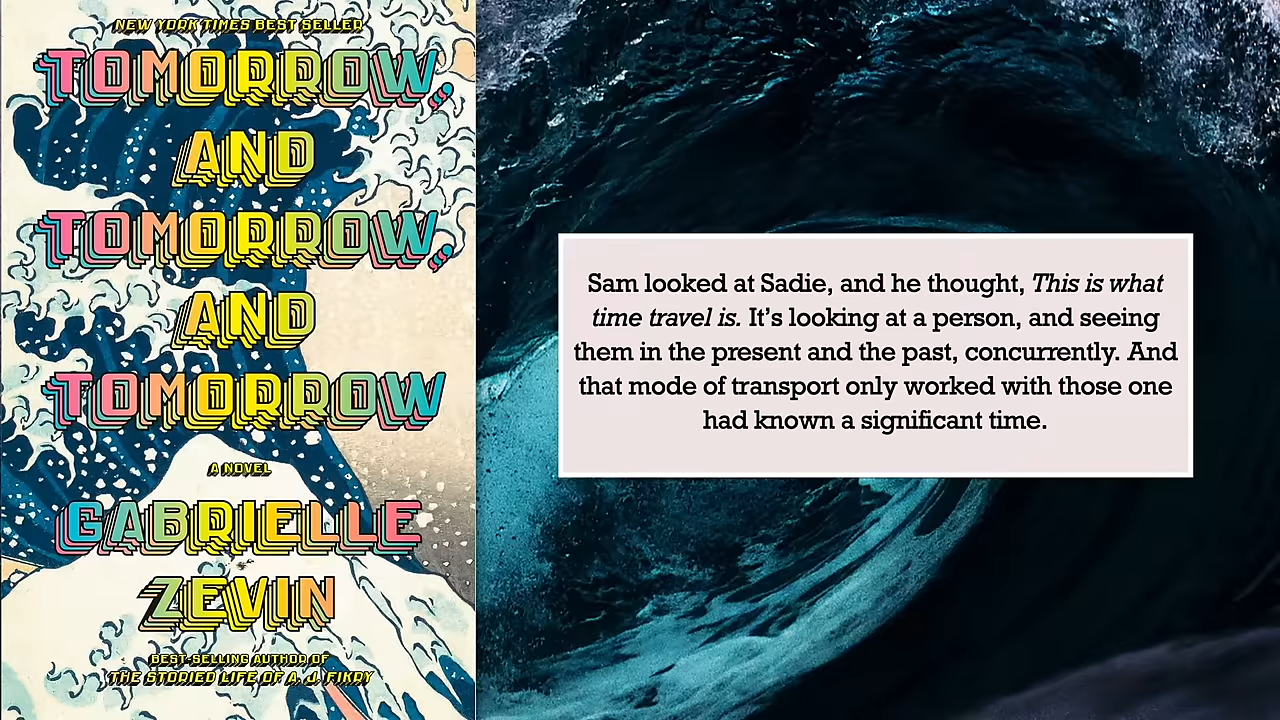 NEW YORK TIMES BEST SELLER
TOMORROW,
AND
TOMORROW,
AND
TOMORROW
A NOVEL
GABRIELLE
ZEVIN
BEST-SELLING AUTHOR OF
THE STORIED LIFE OF A. J. FIKRY
Sam looked at Sadie, and he thought, This is what
time travel is. It’s looking at a person, and seeing
them in the present and the past, concurrently. And
that mode of transport only worked with those one
had known a significant time.